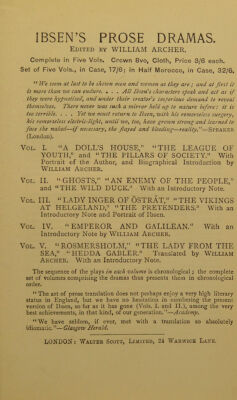 IBSEN'S PROSE DRAMAS.
EDITED BY WILLIAM ARCHER.
Complete in Five Vols. Crown 8vo, Cloth, Price 3/6 each.
Set of Five Vols., in Case, 17/6; in Half Morocco, in Case, 32/6.
"We seem at last to be shown men and women as they are; and at first it
is more than we can endure. . . . All Ibsen's characters speak and act as if
they were hypnotised, and under their creator's imperious demand to reveal
themselves. There never was such a mirror held up to nature before: it is
too terrible. . . . Yet we must return to Ibsen, with his remorseless surgery,
his remorseless electric-light, until we, too, have grown strong and learned to
face the naked—if necessary, the flayed and bleeding—reality."—SPEAKER
(London).
VOL. I. "A DOLL'S HOUSE," "THE LEAGUE OF
YOUTH," and "THE PILLARS OF SOCIETY." With
Portrait of the Author, and Biographical Introduction by
WILLIAM ARCHER.
VOL. II. "GHOSTS," "AN ENEMY OF THE PEOPLE,"
and "THE WILD DUCK." With an Introductory Note.
VOL. III. "LADY INGER OF ÖSTRÅT," "THE VIKINGS
AT HELGELAND," "THE PRETENDERS." With an
Introductory Note and Portrait of Ibsen.
VOL. IV. "EMPEROR AND GALILEAN." With an
Introductory Note by WILLIAM ARCHER.
VOL. V. "ROSMERSHOLM," "THE LADY FROM THE
SEA," "HEDDA GABLER." Translated by WILLIAM
ARCHER. With an Introductory Note.
The sequence of the plays in each volume is chronological; the complete
set of volumes comprising the dramas thus presents them in chronological
order.
"The art of prose translation does not perhaps enjoy a very high literary
status in England, but we have no hesitation in numbering the present
version of Ibsen, so far as it has gone (Vols. I. and II.), among the very
best achievements, in that kind, of our generation."—Academy.
"We have seldom, if ever, met with a translation so absolutely
idiomatic."—Glasgow Herald.
LONDON: WALTER SCOTT, LIMITED, 24 WARWICK LANE.